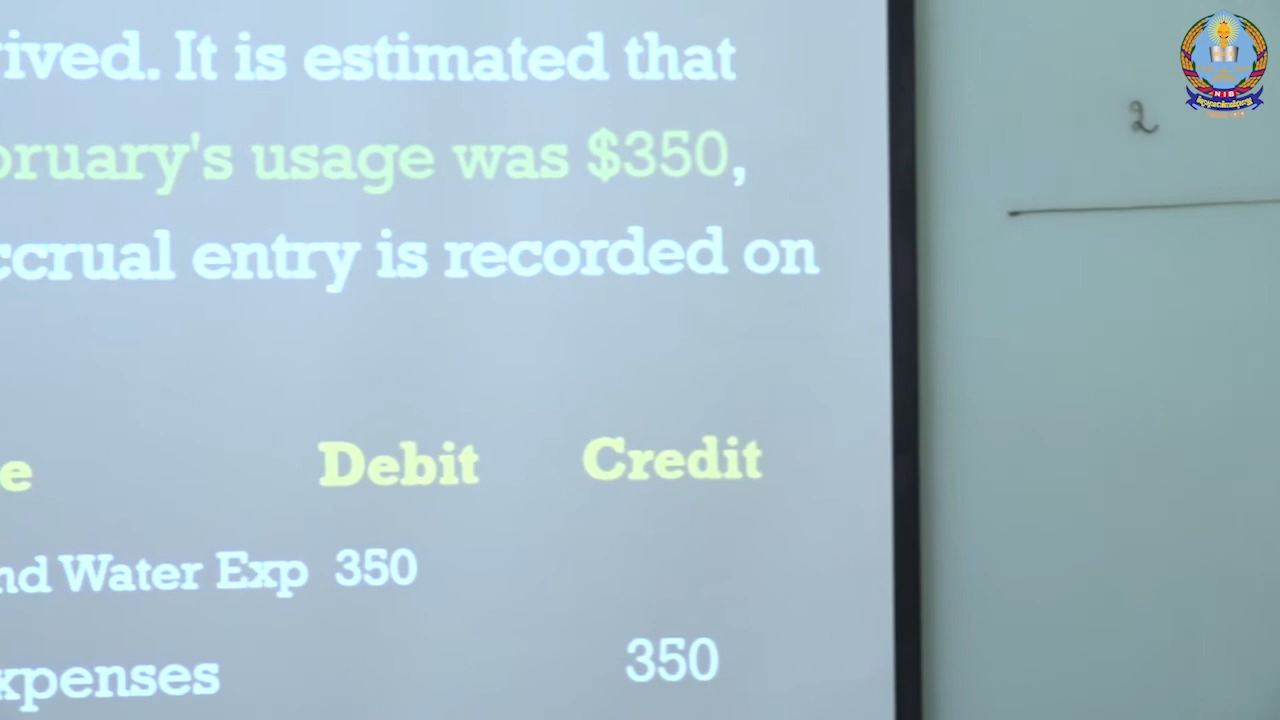 ived. It is estimated that
bruary's usage was $350,
ccrual entry is recorded on
e Debit Credit
nd Water Exp 350
xpenses 350
NIB